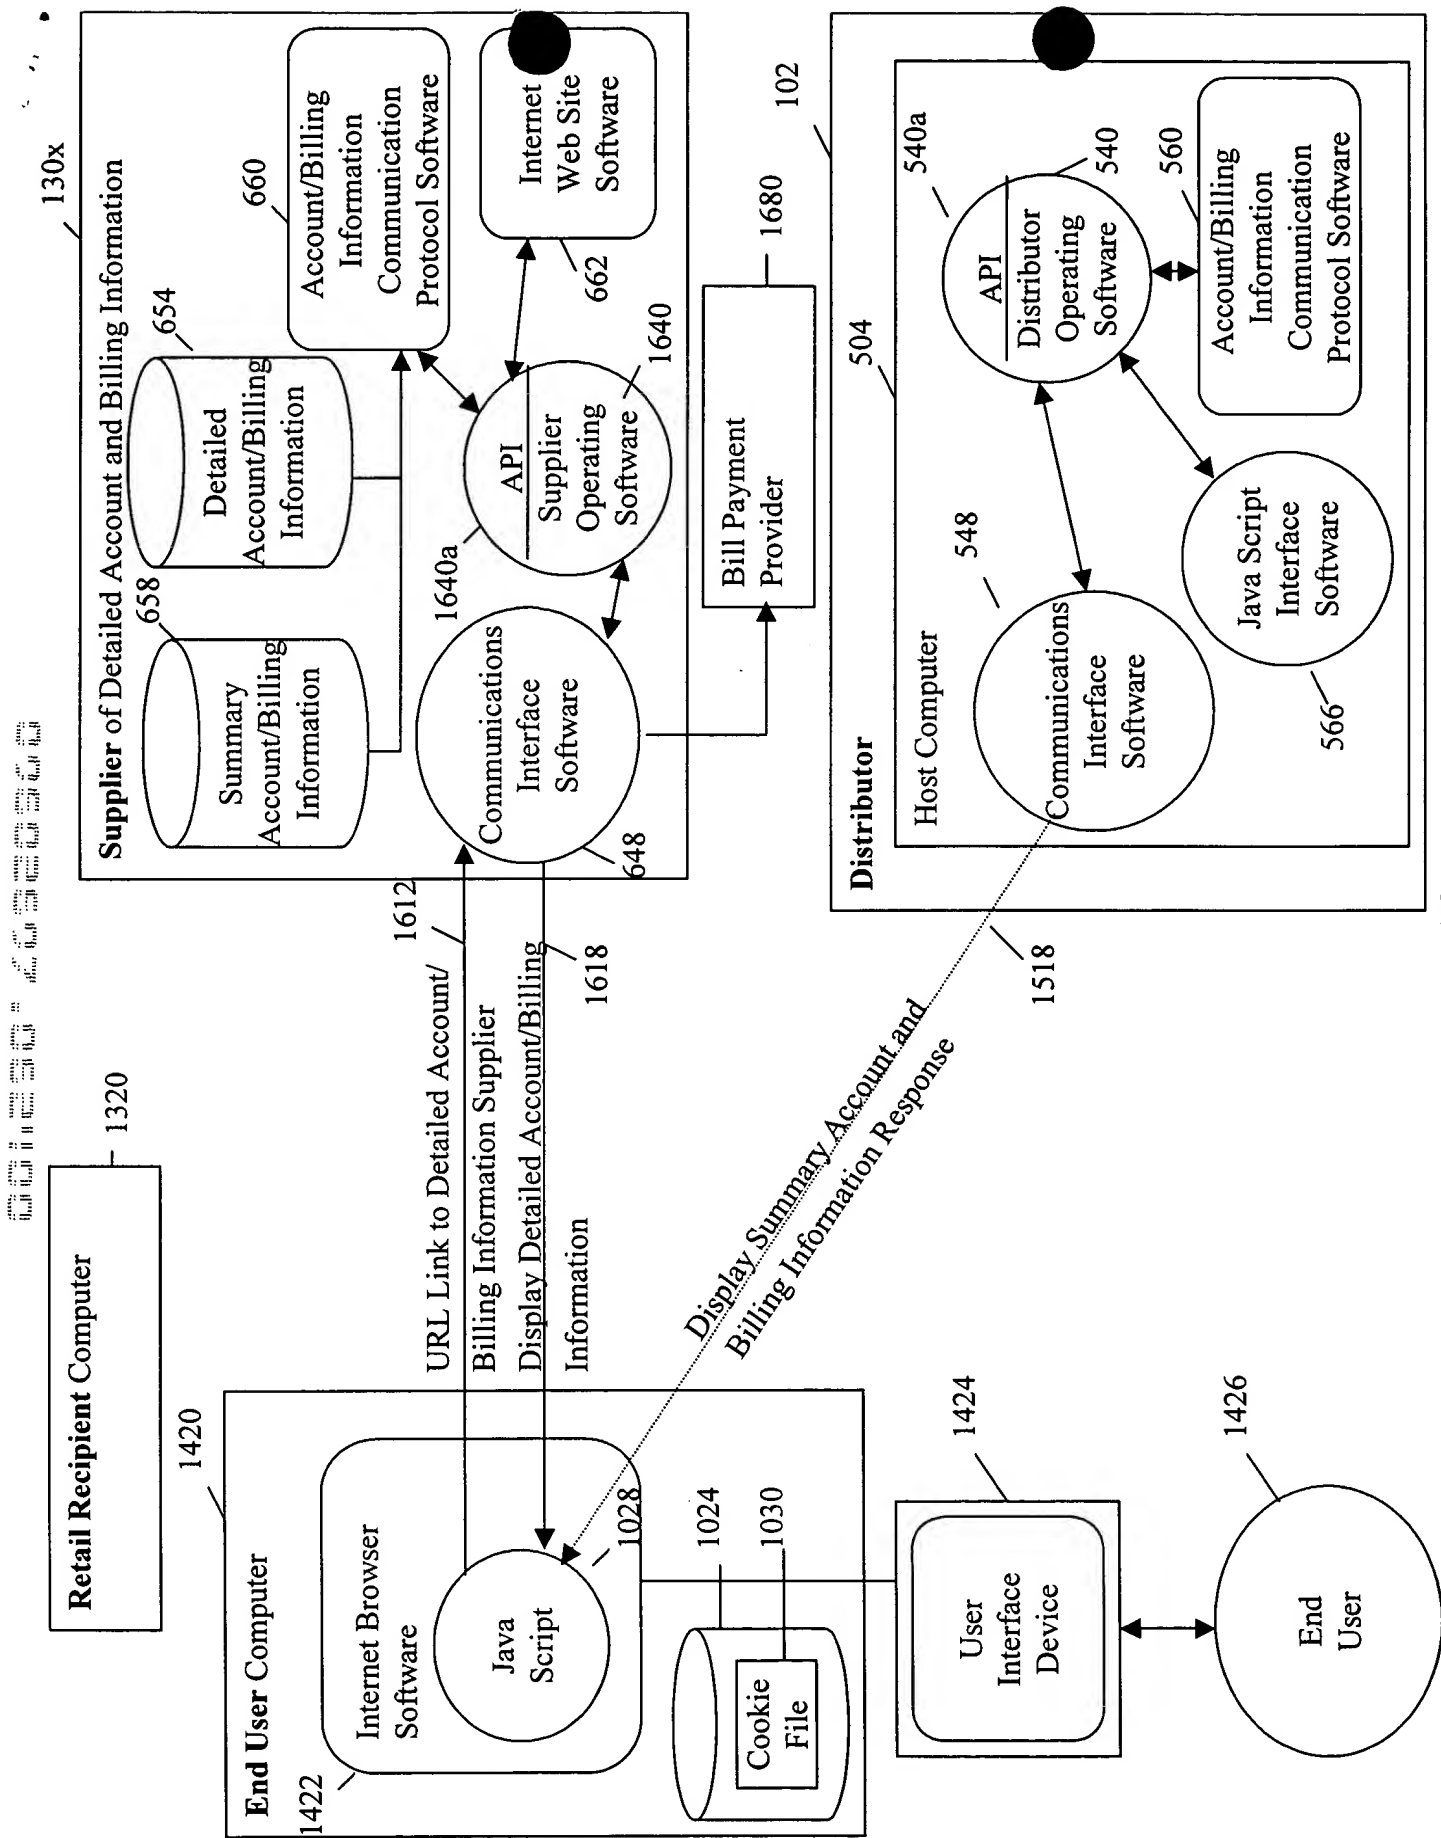 Retail Recipient Computer
1320
End User Computer
1420
Internet Browser
Software
1422
Java
Script
1028
1024
1030
Cookie
File
User
Interface
Device
1424
End
User
1426
URL Link to Detailed Account/
Billing Information Supplier
1612
Display Detailed Account/Billing
Information
1618
Display Summary Account and
Billing Information Response
1518
Supplier of Detailed Account and Billing Information
130x
Summary
Account/Billing
Information
658
Detailed
Account/Billing
Information
654
Account/Billing
Information
Communication
Protocol Software
660
Internet
Web Site
Software
662
Communications
Interface
Software
648
API
Supplier
Operating
Software
1640a
1640
Bill Payment
Provider
1680
Distributor
102
Host Computer
504
Communications
Interface
Software
548
API
Distributor
Operating
Software
540a
540
Java Script
Interface
Software
566
Account/Billing
Information
Communication
Protocol Software
560